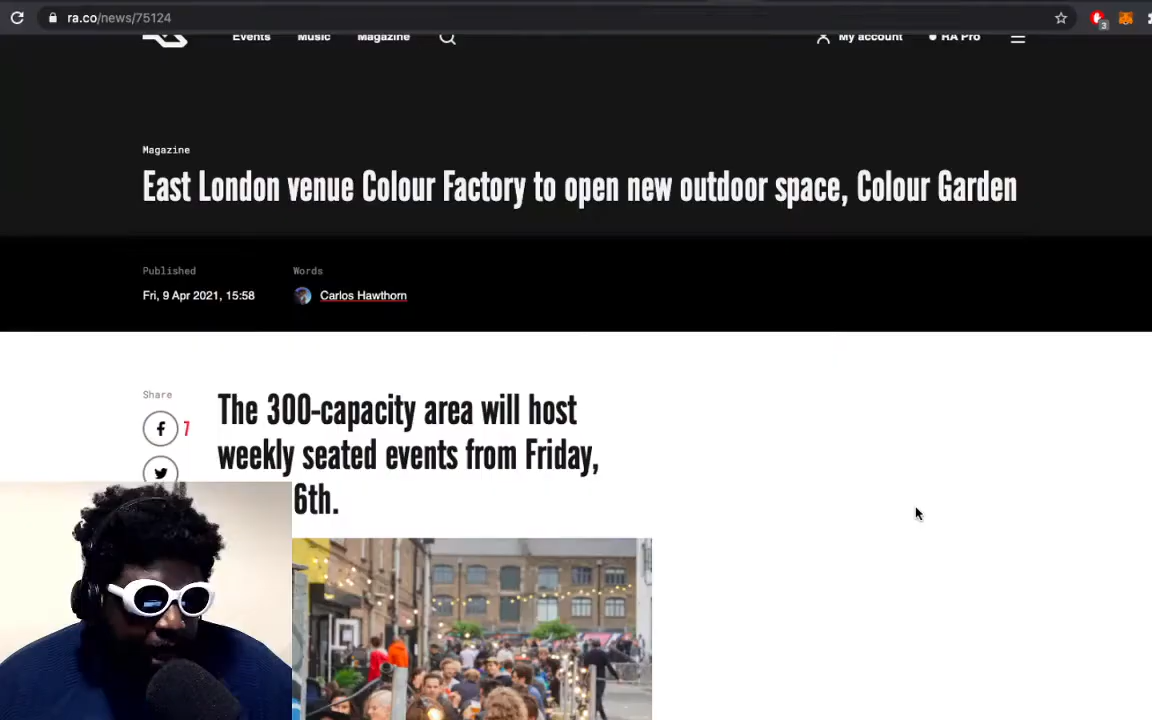 ra.co/news/75124
3
Events Music Magazine My account RA Pro
Magazine
East London venue Colour Factory to open new outdoor space, Colour Garden
Published Words
Fri, 9 Apr 2021, 15:58 Carlos Hawthorn
Share
7
The 300-capacity area will host
weekly seated events from Friday,
6th.